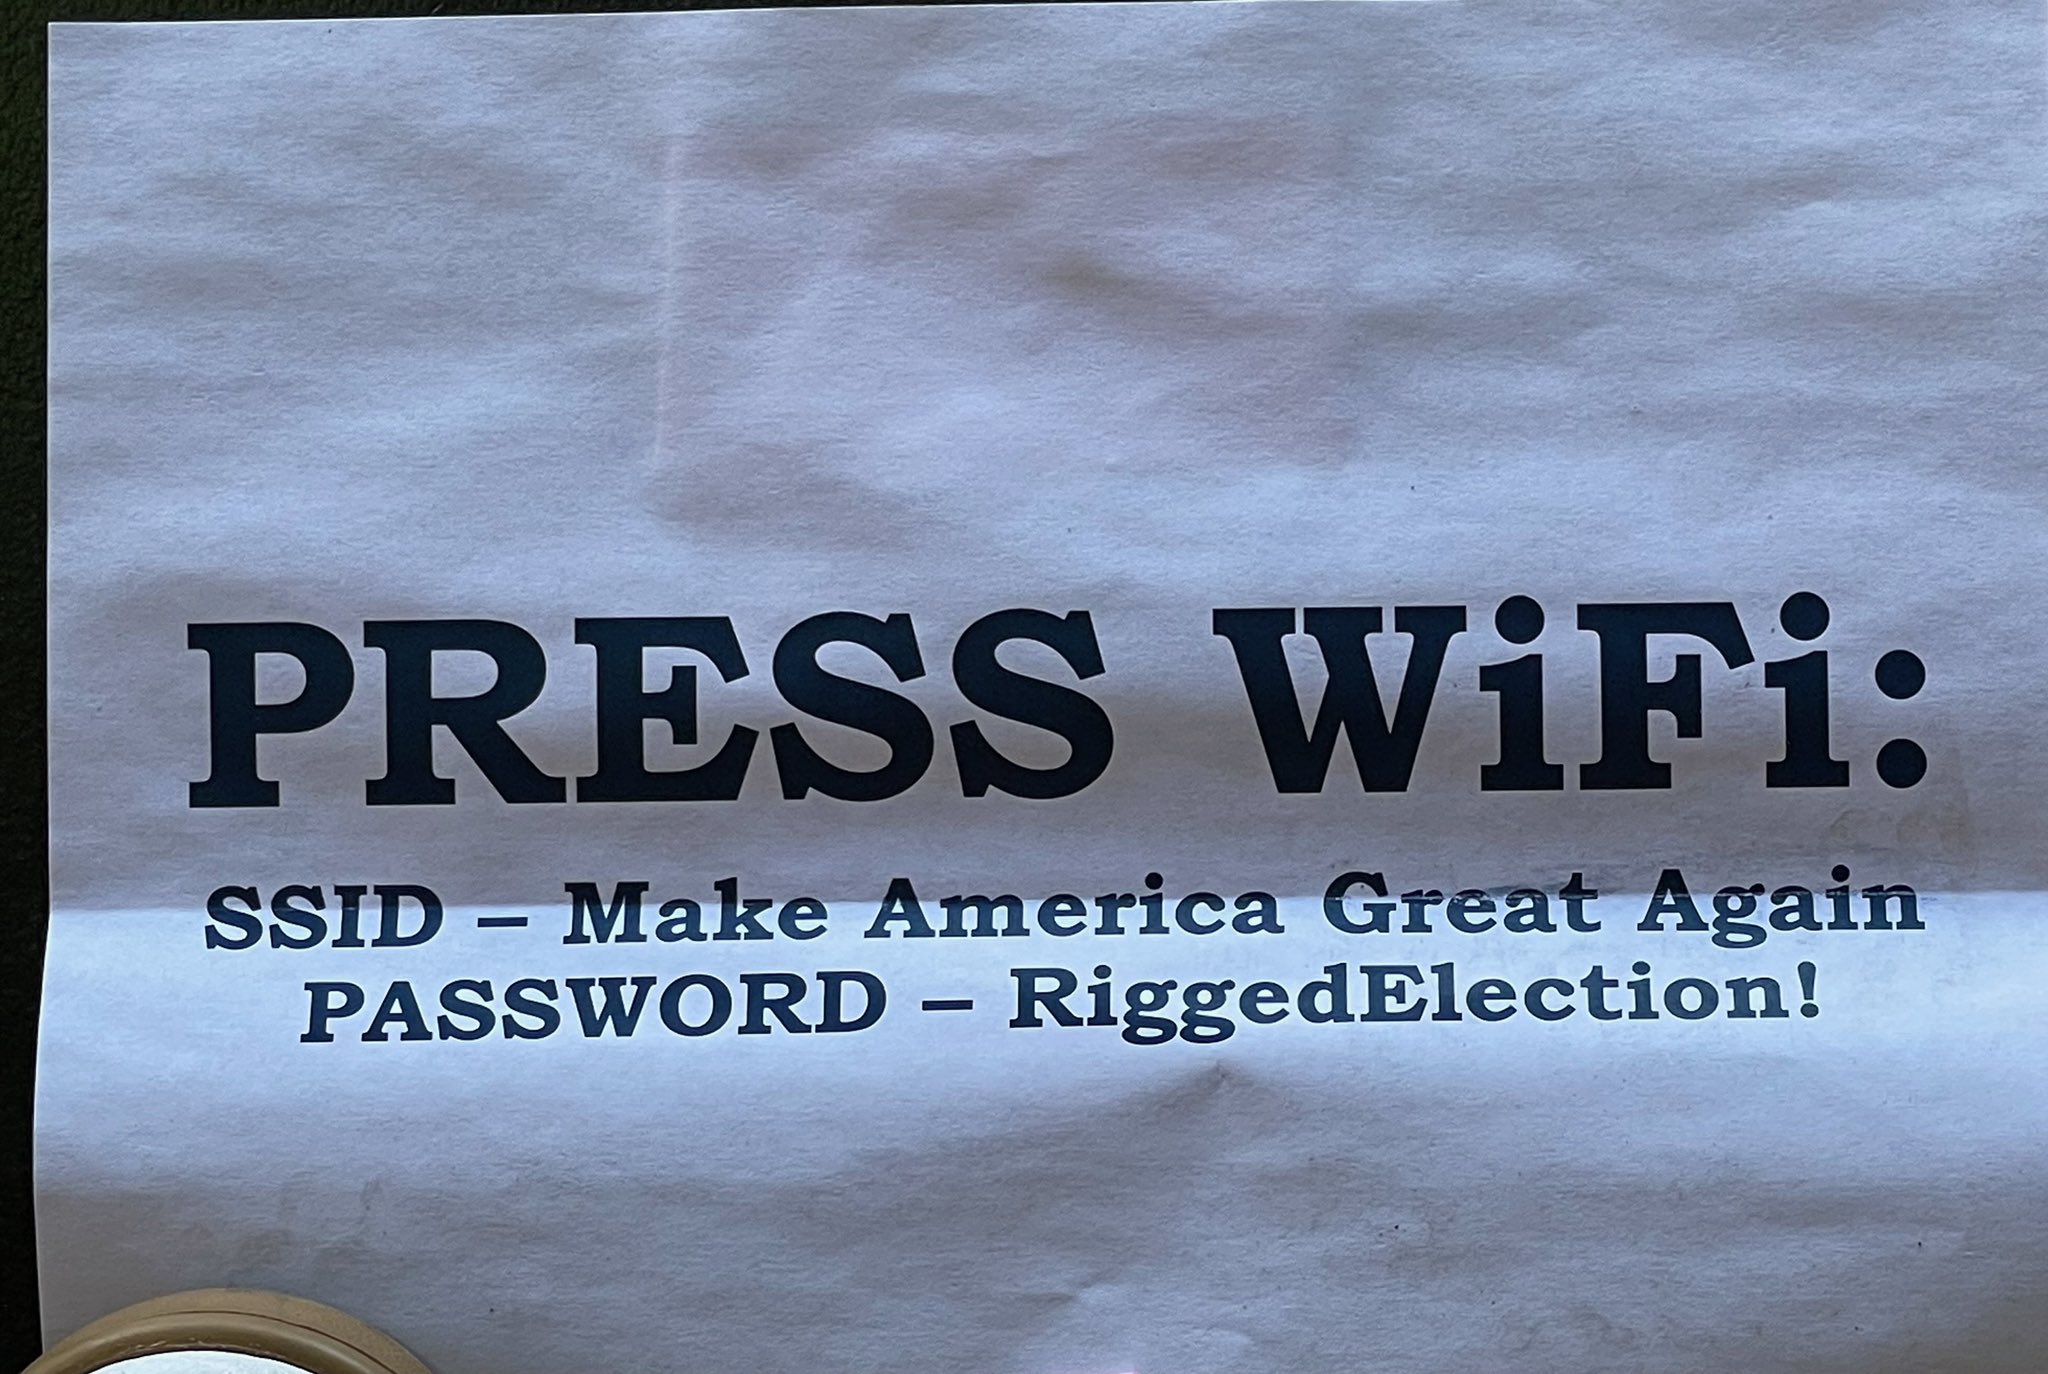 PRESS WiFi:
SSID – Make America Great Again
PASSWORD – RiggedElection!